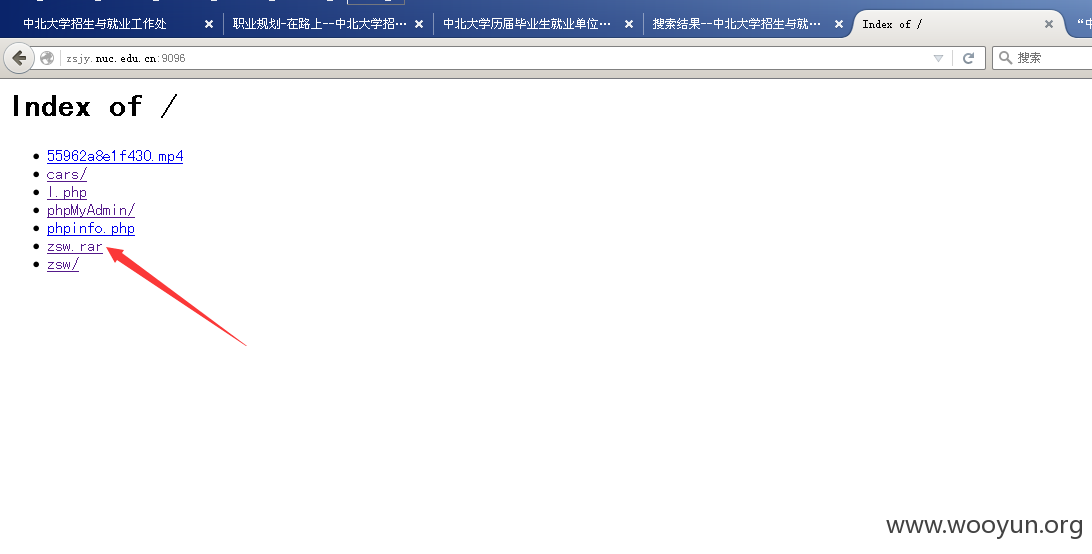 中北大学招生与就业工作处
职业规划-在路上--中北大学招···
中北大学历届毕业生就业单位···
搜索结果--中北大学招生与就···
Index of /
“中
zsjy.nuc.edu.cn:9096
搜索
Index of /
55962a8e1f430.mp4
cars/
l.php
phpMyAdmin/
phpinfo.php
zsw.rar
zsw/
www.wooyun.org